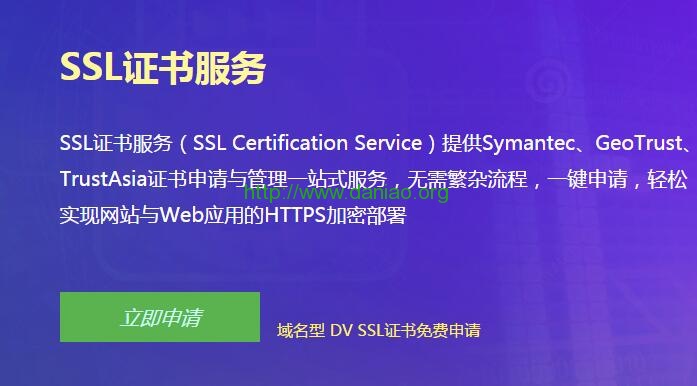 SSL证书服务
SSL证书服务（SSL Certification Service）提供Symantec、GeoTrust、
TrustAsia证书申请与管理一站式服务，无需繁杂流程，一键申请，轻松
http://www.daniao.org
实现网站与Web应用的HTTPS加密部署
立即申请
域名型 DV SSL证书免费申请